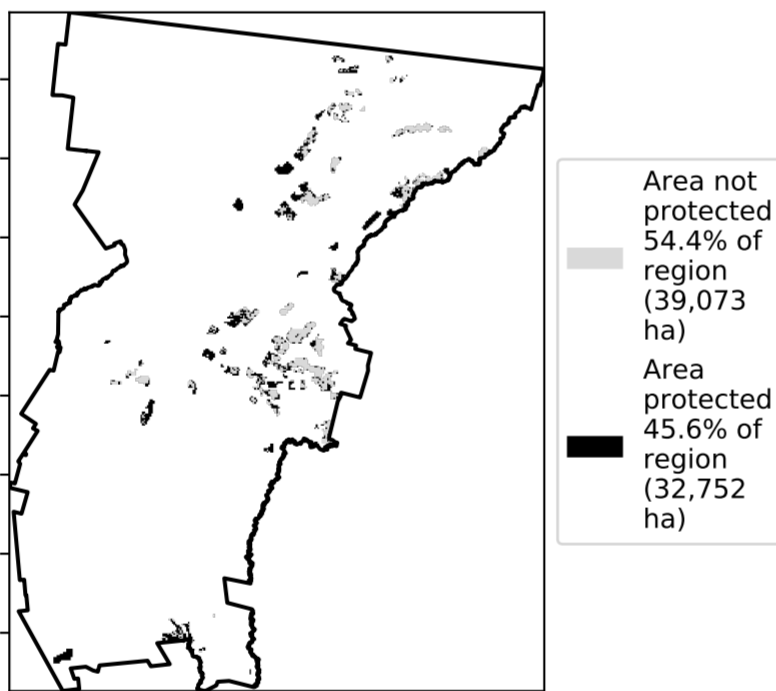 Area not
protected
54.4% of
region
(39,073
ha)
Area
protected
45.6% of
region
(32,752
ha)